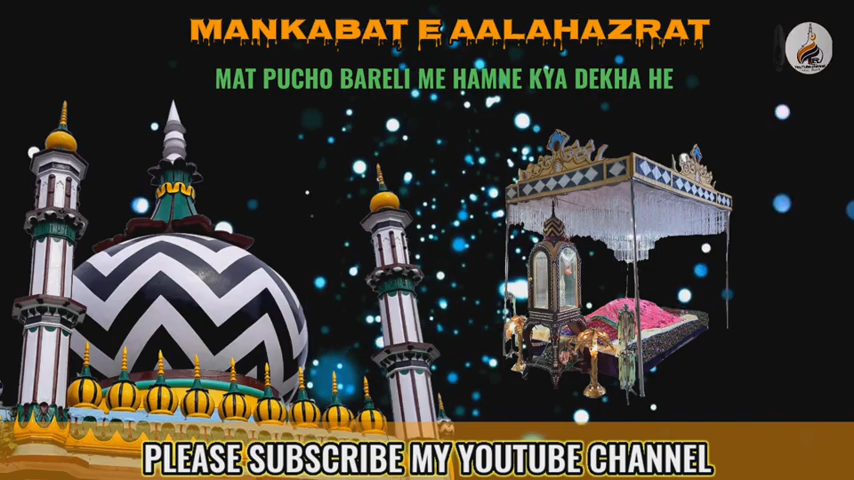 MANKABAT E AALAHAZRAT
MAT PUCHO BARELI ME HAMNE KYA DEKHA HE
PLEASE SUBSCRIBE MY YOUTUBE CHANNEL